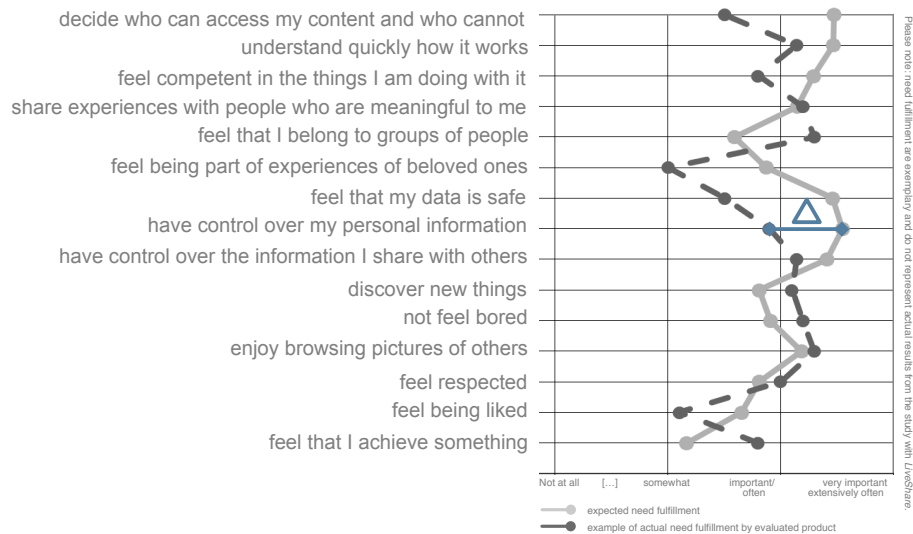 decide who can access my content and who cannot
understand quickly how it works
feel competent in the things I am doing with it
share experiences with people who are meaningful to me
feel that I belong to groups of people
feel being part of experiences of beloved ones
feel that my data is safe
have control over my personal information
have control over the information I share with others
discover new things
not feel bored
enjoy browsing pictures of others
feel respected
feel being liked
feel that I achieve something
Not at all […] somewhat important/ very important
often extensively often
expected need fulfillment
example of actual need fulfillment by evaluated product
Please note: need fulfillment are exemplary and do not represent actual results from the study with LiveShare.